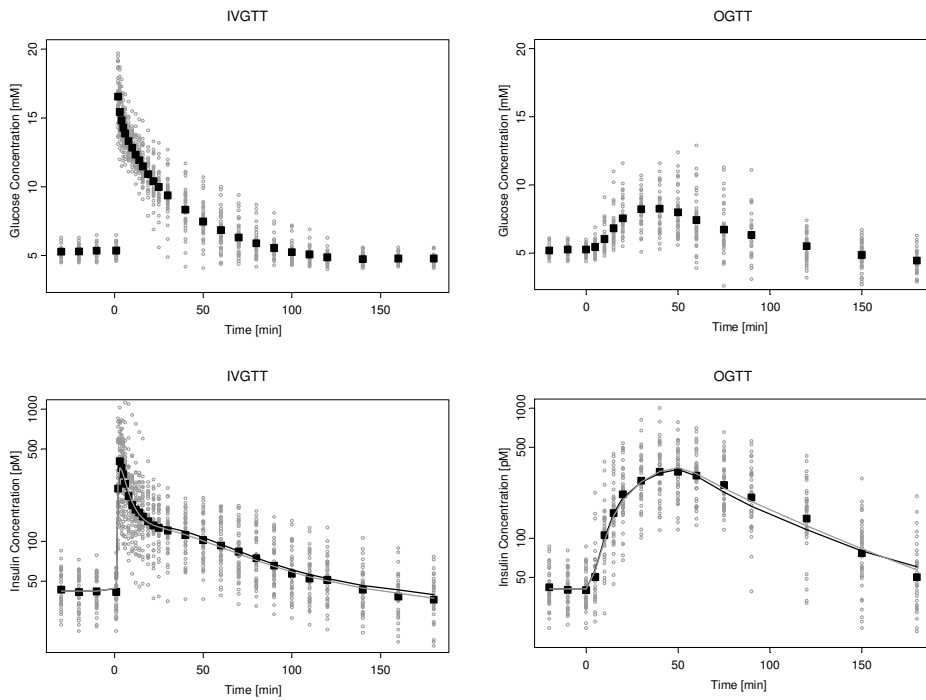 IVGTT
Glucose Concentration [mM]
20
15
10
5
0 50 100 150
Time [min]
OGTT
Glucose Concentration [mM]
20
15
10
5
0 50 100 150
Time [min]
IVGTT
Insulin Concentration [pM]
1000
500
100
50
0 50 100 150
Time [min]
OGTT
Insulin Concentration [pM]
1000
500
100
50
0 50 100 150
Time [min]